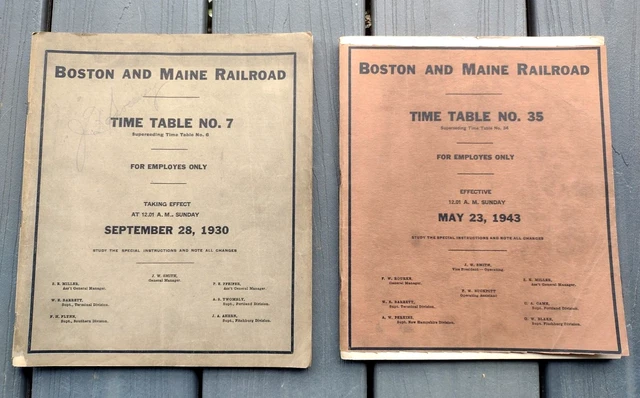 BOSTON AND MAINE RAILROAD
TIME TABLE NO. 7
Superseding Time Table No. 6
FOR EMPLOYES ONLY
TAKING EFFECT
AT 12.01 A. M., SUNDAY
SEPTEMBER 28, 1930
STUDY THE SPECIAL INSTRUCTIONS AND NOTE ALL CHANGES
J. W. SMITH,
General Manager.
Ass't General Manager.
Ass't General Manager.
Supt., Terminal Division.
A. S. TWOMBLY,
Supt., Portland Division.
Supt., Southern Division.
Supt., Fitchburg Division.
BOSTON AND MAINE RAILROAD
TIME TABLE NO. 35
Superseding Time Table No. 34
FOR EMPLOYES ONLY
EFFECTIVE
12.01 A. M. SUNDAY
MAY 23, 1943
STUDY THE SPECIAL INSTRUCTIONS AND NOTE ALL CHANGES
J. W. SMITH,
Vice President — Operating
General Manager.
Ass't General Manager.
Operating Assistant
Supt., Terminal Division.
Supt., Portland Division.
Supt., New Hampshire Division.
Supt., Fitchburg Division.